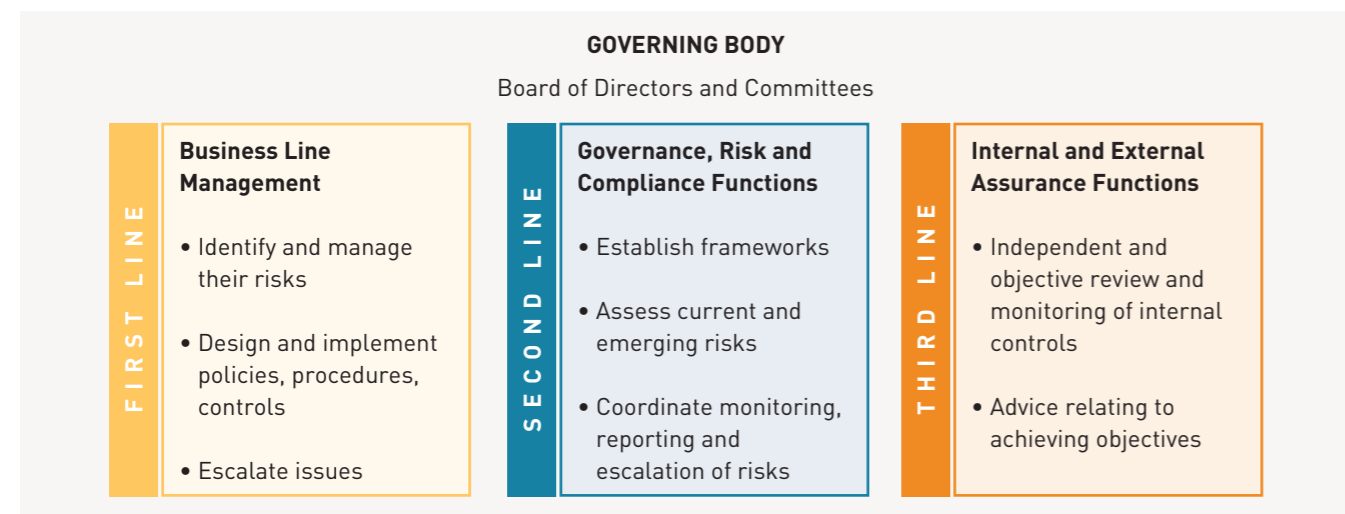 GOVERNING BODY
Board of Directors and Committees
FIRST LINE
Business Line
Management
• Identify and manage
their risks
• Design and implement
policies, procedures,
controls
• Escalate issues
SECOND LINE
Governance, Risk and
Compliance Functions
• Establish frameworks
• Assess current and
emerging risks
• Coordinate monitoring,
reporting and
escalation of risks
THIRD LINE
Internal and External
Assurance Functions
• Independent and
objective review and
monitoring of internal
controls
• Advice relating to
achieving objectives